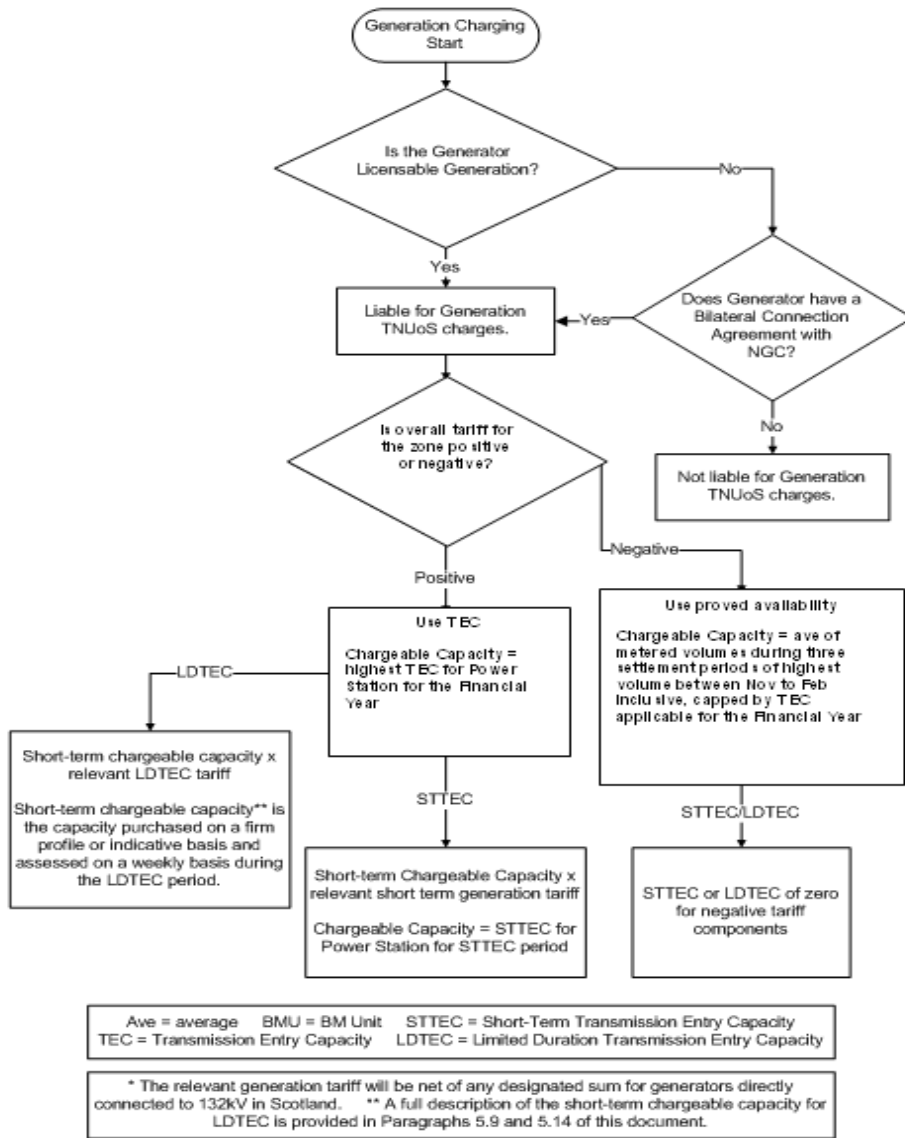 Generation Charging
Start
Is the Generator
Licensable Generation?
No
Yes
Liable for Generation
TNUoS charges.
Yes
Does Generator have a
Bilateral Connection
Agreement with
NGC?
No
Not liable for Generation
TNUoS charges.
Is overall tariff for
the zone positive
or negative?
Negative
Positive
Use TEC
Chargeable Capacity =
highest TEC for Power
Station for the Financial
Year
Use proved availability
Chargeable Capacity = ave of
metered volumes during three
settlement periods of highest
volume between Nov to Feb
inclusive, capped by TEC
applicable for the Financial Year
LDTEC
Short-term chargeable capacity x
relevant LDTEC tariff
Short-term chargeable capacity** is
the capacity purchased on a firm
profile or indicative basis and
assessed on a weekly basis during
the LDTEC period.
STTEC
Short-term Chargeable Capacity x
relevant short term generation tariff
Chargeable Capacity = STTEC for
Power Station for STTEC period
STTEC/LDTEC
STTEC or LDTEC of zero
for negative tariff
components
Ave = average BMU = BM Unit STTEC = Short-Term Transmission Entry Capacity
TEC = Transmission Entry Capacity LDTEC = Limited Duration Transmission Entry Capacity
* The relevant generation tariff will be net of any designated sum for generators directly
connected to 132kV in Scotland. ** A full description of the short-term chargeable capacity for
LDTEC is provided in Paragraphs 5.9 and 5.14 of this document.